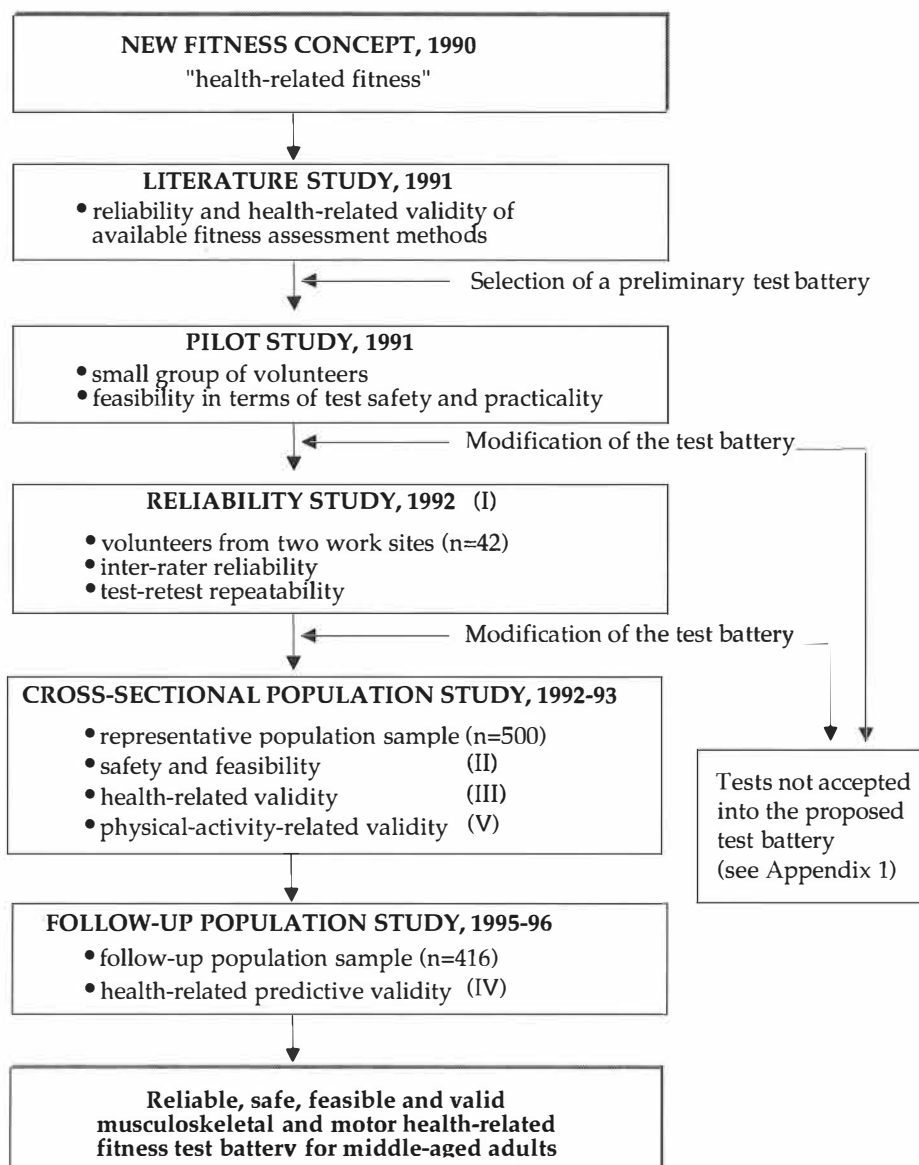 NEW FITNESS CONCEPT, 1990
"health-related fitness"
LITERATURE STUDY, 1991
• reliability and health-related validity of
available fitness assessment methods
Selection of a preliminary test battery
PILOT STUDY, 1991
• small group of volunteers
• feasibility in terms of test safety and practicality
Modification of the test battery
RELIABILITY STUDY, 1992 (I)
• volunteers from two work sites (n=42)
• inter-rater reliability
• test-retest repeatability
Modification of the test battery
CROSS-SECTIONAL POPULATION STUDY, 1992-93
• representative population sample (n=500)
• safety and feasibility (II)
• health-related validity (III)
• physical-activity-related validity (V)
Tests not accepted
into the proposed
test battery
(see Appendix 1)
FOLLOW-UP POPULATION STUDY, 1995-96
• follow-up population sample (n=416)
• health-related predictive validity (IV)
Reliable, safe, feasible and valid
musculoskeletal and motor health-related
fitness test battery for middle-aged adults